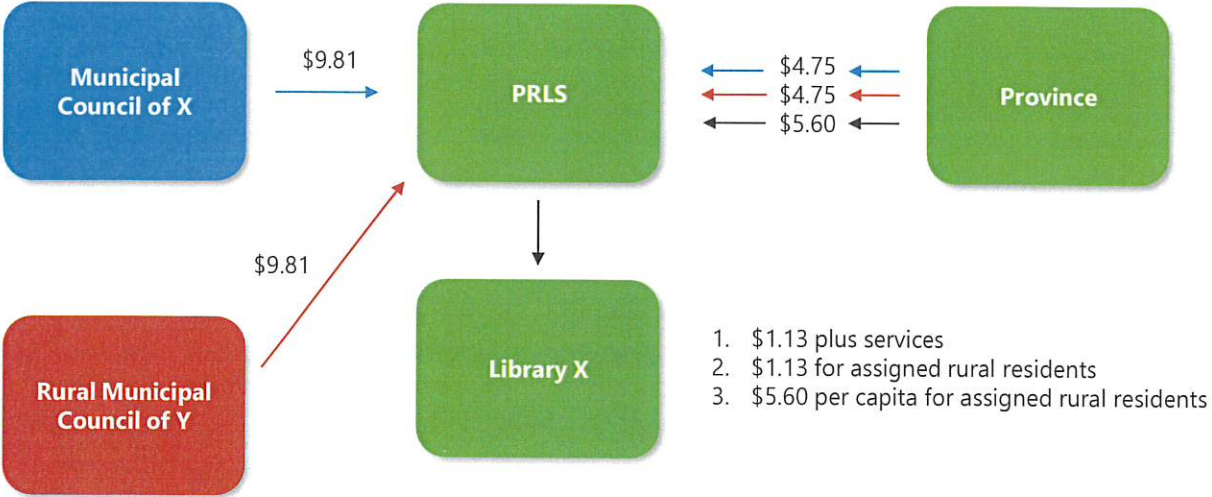 Municipal
Council of X
$9.81
PRLS
$4.75
$4.75
$5.60
Province
$9.81
Rural Municipal
Council of Y
Library X
1. $1.13 plus services
2. $1.13 for assigned rural residents
3. $5.60 per capita for assigned rural residents